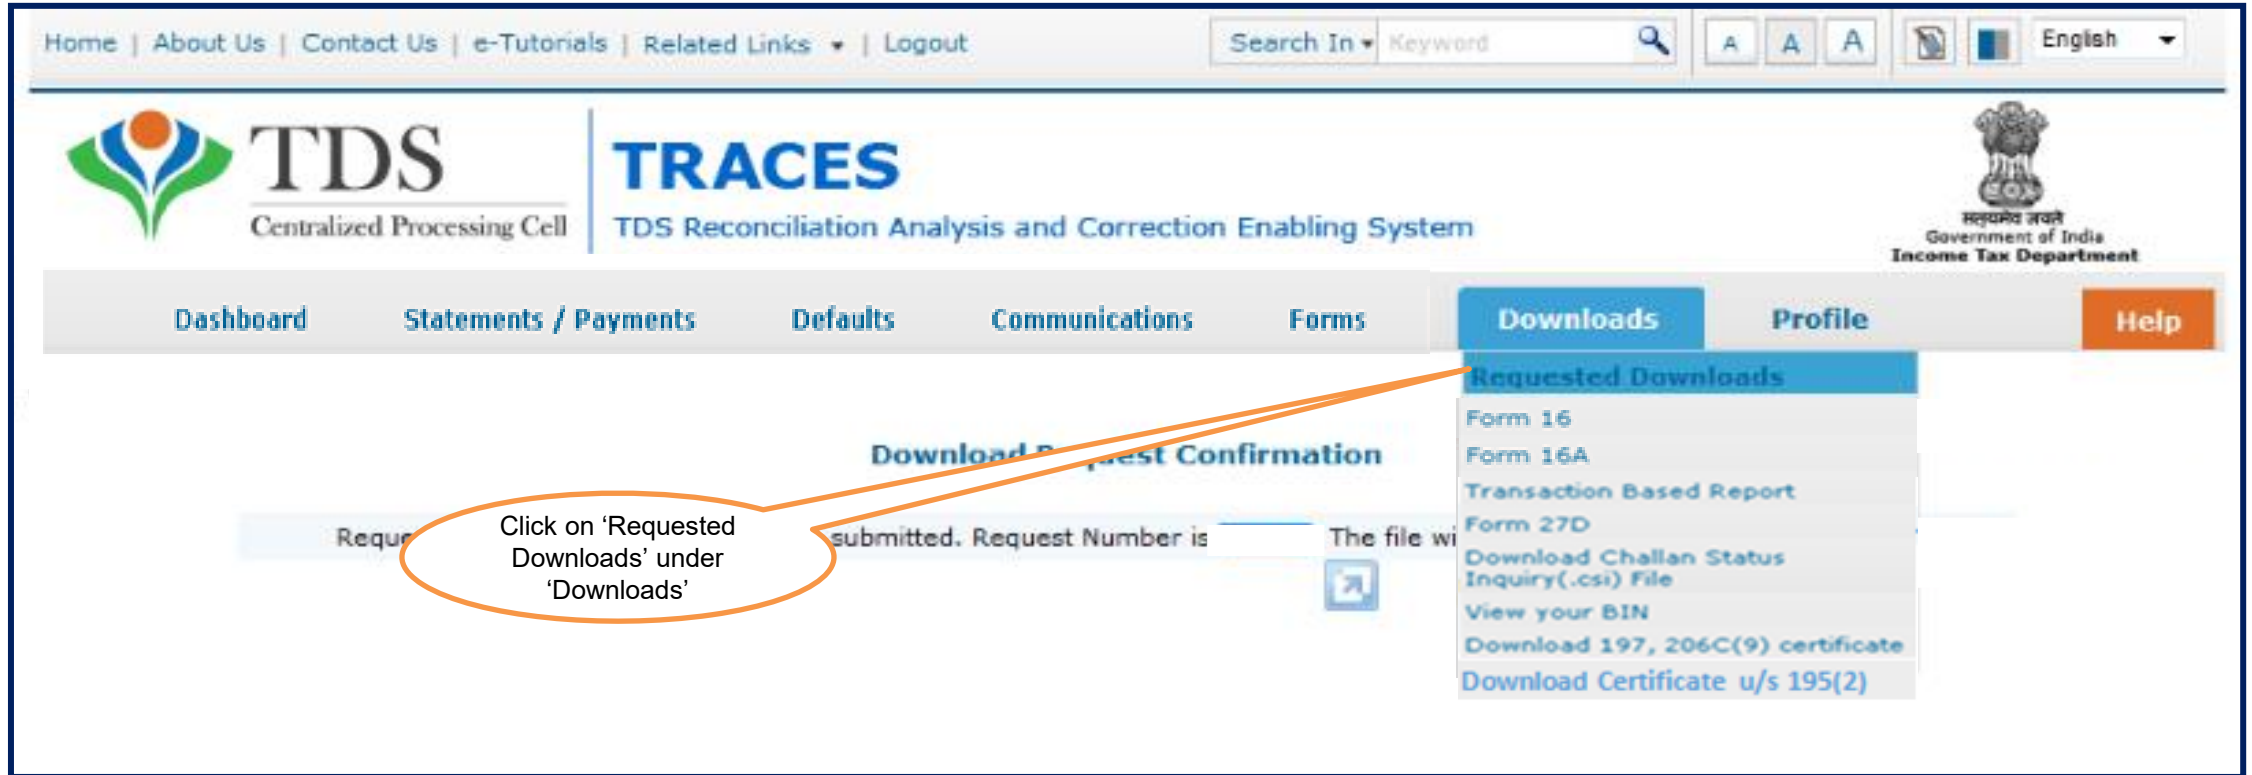 Home | About Us | Contact Us | e-Tutorials | Related Links | Logout
Search In Keyword
A A A
English
TDS
Centralized Processing Cell
TRACES
TDS Reconciliation Analysis and Correction Enabling System
सत्यमेव जयते
Government of India
Income Tax Department
Dashboard Statements / Payments Defaults Communications Forms Downloads Profile Help
Requested Downloads
Form 16
Form 16A
Transaction Based Report
Form 27D
Download Challan Status
Inquiry(.csi) File
View your BIN
Download 197, 206C(9) certificate
Download Certificate u/s 195(2)
Download Request Confirmation
submitted. Request Number is The file
Click on ‘Requested
Downloads’ under
‘Downloads’